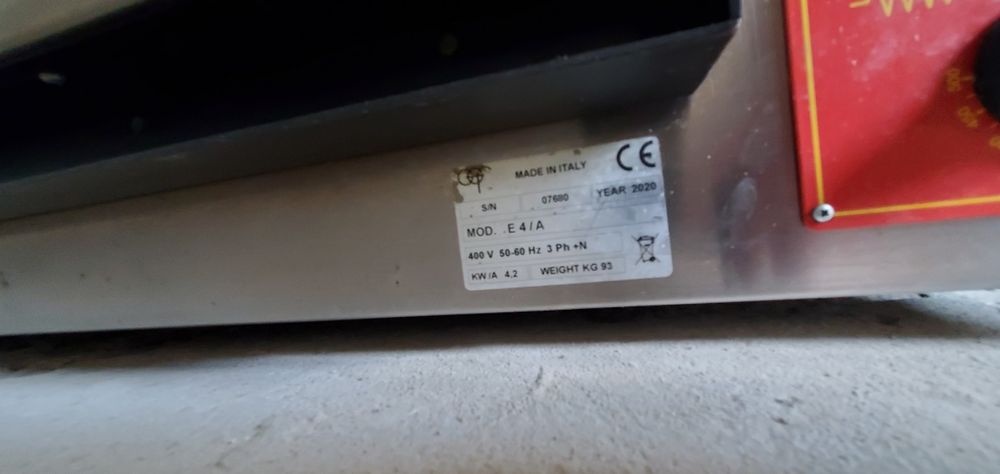 MADE IN ITALY CE
S/N 07680 YEAR 2020
MOD. .E 4 / A
400 V 50-60 Hz 3 Ph +N
KW /A 4,2 WEIGHT KG 93